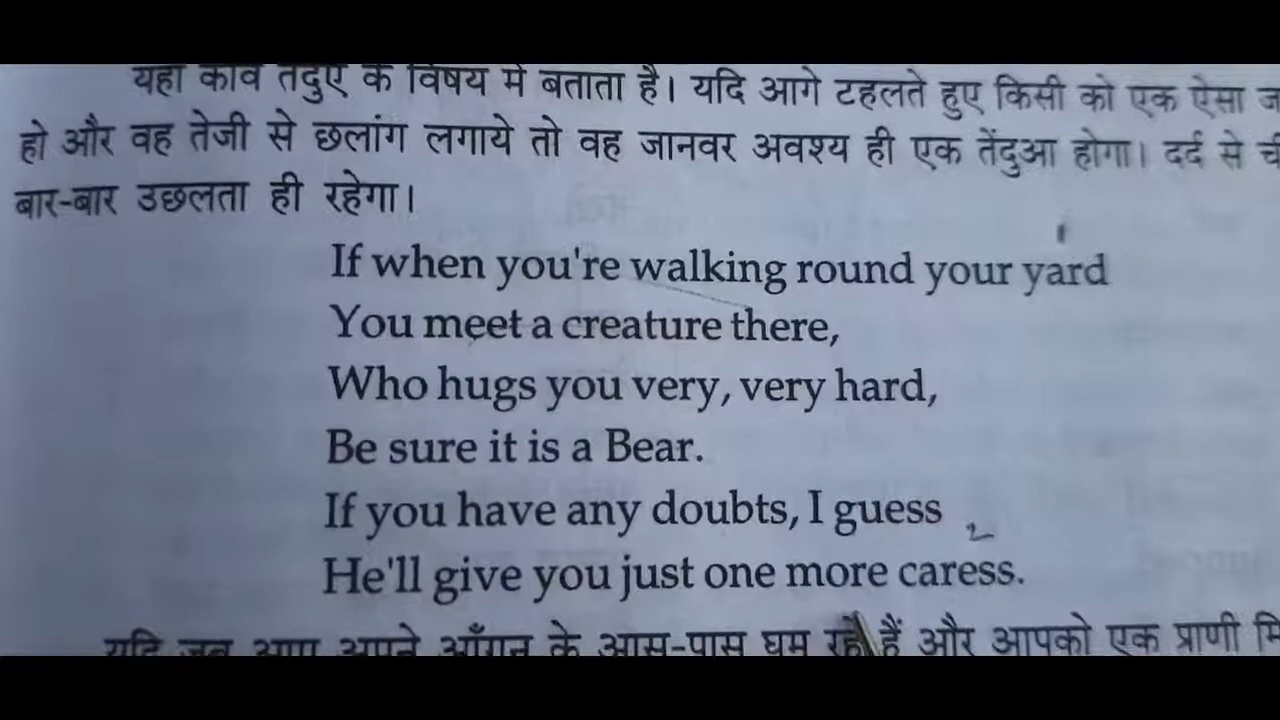 यहाँ कवि तेंदुए के विषय में बताता है। यदि आगे टहलते हुए किसी को एक ऐसा
हो और वह तेजी से छलांग लगाये तो वह जानवर अवश्य ही एक तेंदुआ होगा। दर्द से
बार-बार उछलता ही रहेगा।
If when you're walking round your yard
You meet a creature there,
Who hugs you very, very hard,
Be sure it is a Bear.
If you have any doubts, I guess
He'll give you just one more caress.
यदि जब आप अपने आँगन के आस-पास घूम रहे हैं और आपको एक प्राणी